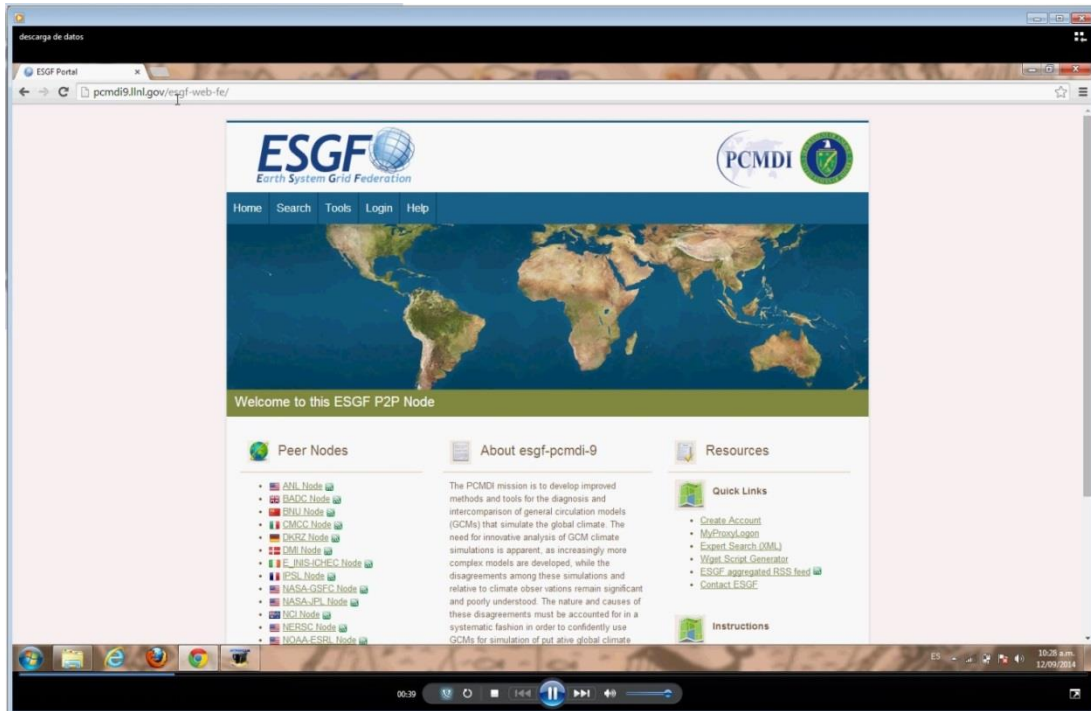 descarga de datos
ESGF Portal
pcmdi9.llnl.gov/esgf-web-fe/
ESGF
Earth System Grid Federation
PCMDI
Home Search Tools Login Help
Welcome to this ESGF P2P Node
Peer Nodes
ANL Node
BADC Node
BNU Node
CMCC Node
DKRZ Node
DMI Node
E_INIS-ICHEC Node
IPSL Node
NASA-GSFC Node
NASA-JPL Node
NCI Node
NERSC Node
NOAA-ESRL Node
About esgf-pcmdi-9
The PCMDI mission is to develop improved
methods and tools for the diagnosis and
intercomparison of general circulation models
(GCMs) that simulate the global climate. The
need for innovative analysis of GCM climate
simulations is apparent, as increasingly more
complex models are developed, while the
disagreements among these simulations and
relative to climate obser vations remain significant
and poorly understood. The nature and causes of
these disagreements must be accounted for in a
systematic fashion in order to confidently use
GCMs for simulation of put ative global climate
Resources
Quick Links
Create Account
MyProxyLogon
Expert Search (XML)
Wget Script Generator
ESGF aggregated RSS feed
Contact ESGF
Instructions
ES
10:28 a.m.
12/09/2014
00:39